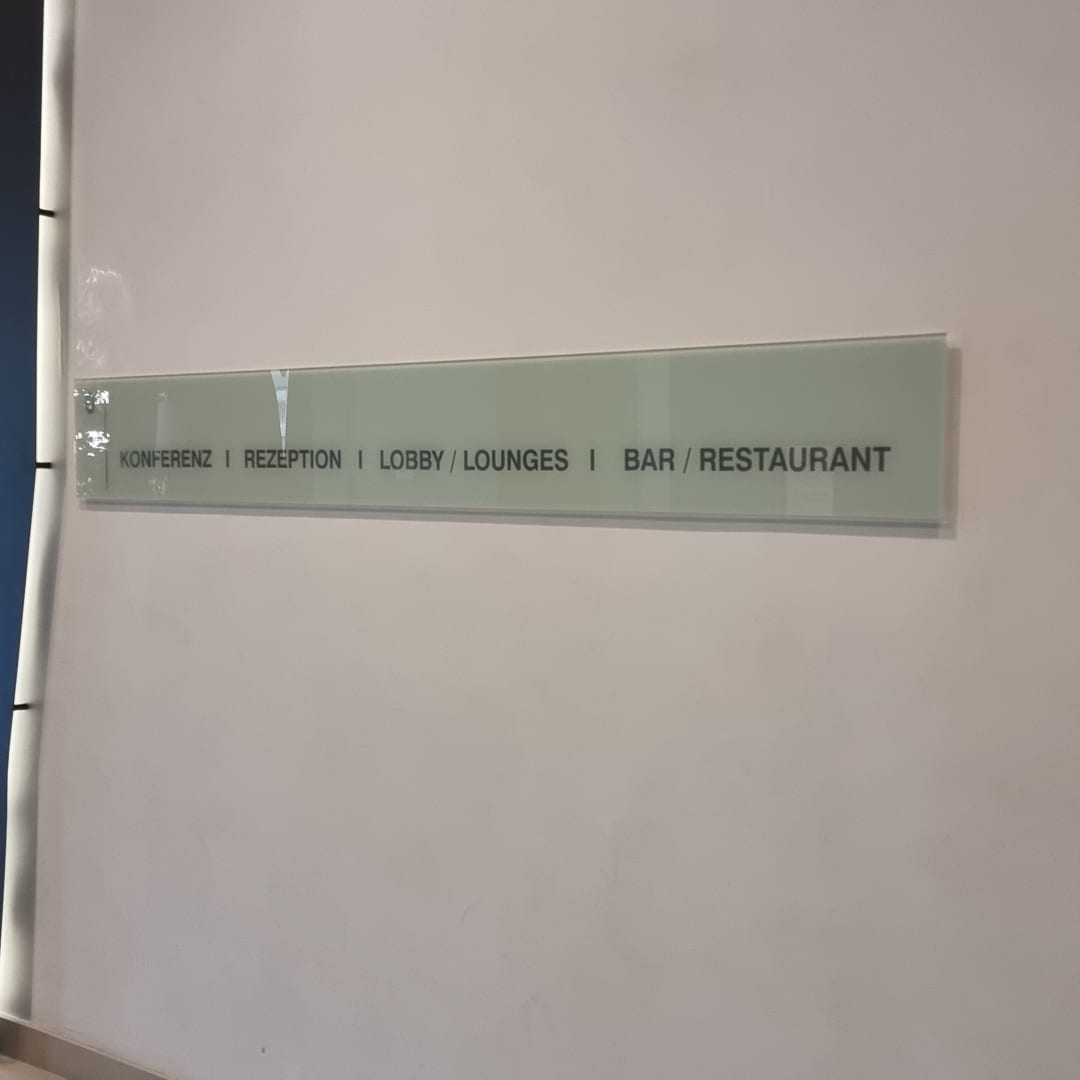 KONFERENZ | REZEPTION | LOBBY / LOUNGES | BAR / RESTAURANT